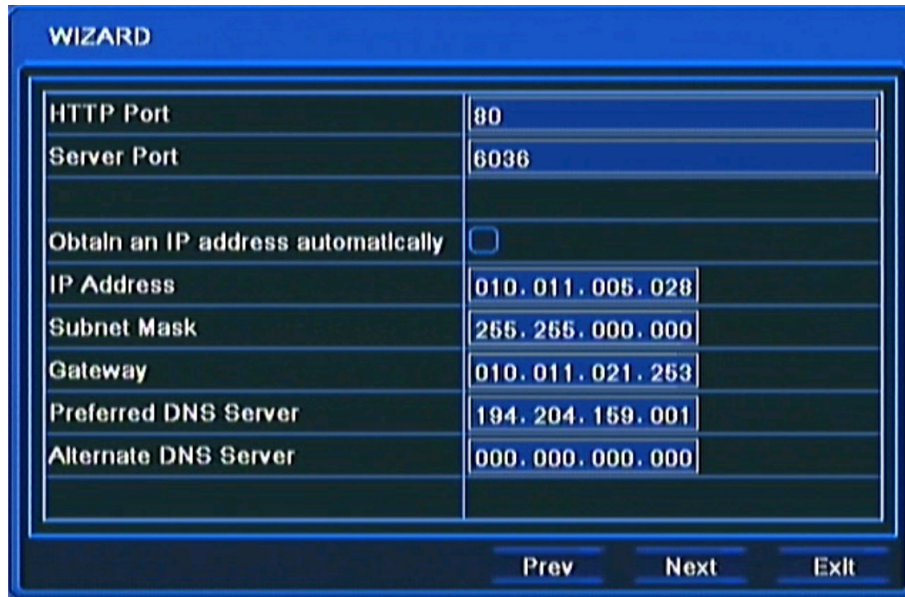 WIZARD
HTTP Port 80
Server Port 6036
Obtain an IP address automatically
IP Address 010.011.005.028
Subnet Mask 255.255.000.000
Gateway 010.011.021.253
Preferred DNS Server 194.204.159.001
Alternate DNS Server 000.000.000.000
Prev Next Exit